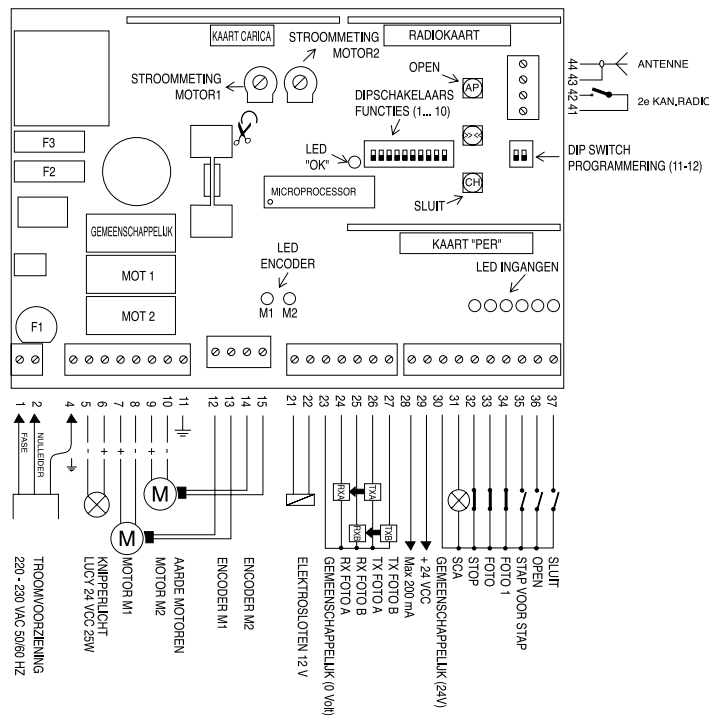 KAART CARICA
STROOMMETING
MOTOR2
RADIOKAART
STROOMMETING
MOTOR1
OPEN
AP
44
43
42
41
ANTENNE
2e KAN.RADIO
DIPSCHAKELAARS
FUNCTIES (1... 10)
>><<
LED
"OK"
DIP SWITCH
PROGRAMMERING (11-12)
F3
F2
MICROPROCESSOR
CH
SLUIT
GEMEENSCHAPPELIJK
MOT 1
MOT 2
F1
LED
ENCODER
M1 M2
KAART "PER"
LED INGANGEN
1
2
4
5
6
7
8
9
10
11
12
13
14
15
21
22
23
24
25
26
27
28
29
30
31
32
33
34
35
36
37
FASE
NULLEIDER
- + + - - +
M
M
RXA
TXA
RXB
TXB
TROOMVOORZIENING
220 - 230 VAC 50/60 HZ
KNIPPERLICHT
LUCY 24 VCC 25W
MOTOR M1
MOTOR M2
AARDE MOTOREN
ENCODER M1
ENCODER M2
ELEKTROSLOTEN 12 V
GEMEENSCHAPPELIJK (0 Volt)
RX FOTO A
RX FOTO B
TX FOTO A
TX FOTO B
Max 200 mA
+ 24 VCC
GEMEENSCHAPPELIJK (24V)
SCA
STOP
FOTO
FOTO 1
STAP VOOR STAP
OPEN
SLUIT